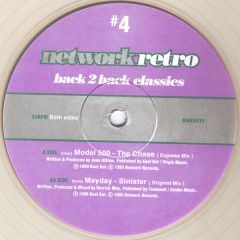 #4
networkretro
back 2 back classics
33RPM Both sides
A SIDE. Model 500 - The Chase ( Express Mix )
Written & Produced by Juan Atkins. Published by Kool Kat / Virgin Music.
1989 Kool Kat. 1993 Network Records.
AA SIDE. Mayday - Sinister ( Original Mix )
Written, Produced & Mixed by Derrick May. Published by Transmat / Zomba Music.
1989 Kool Kat. 1993 Network Records.